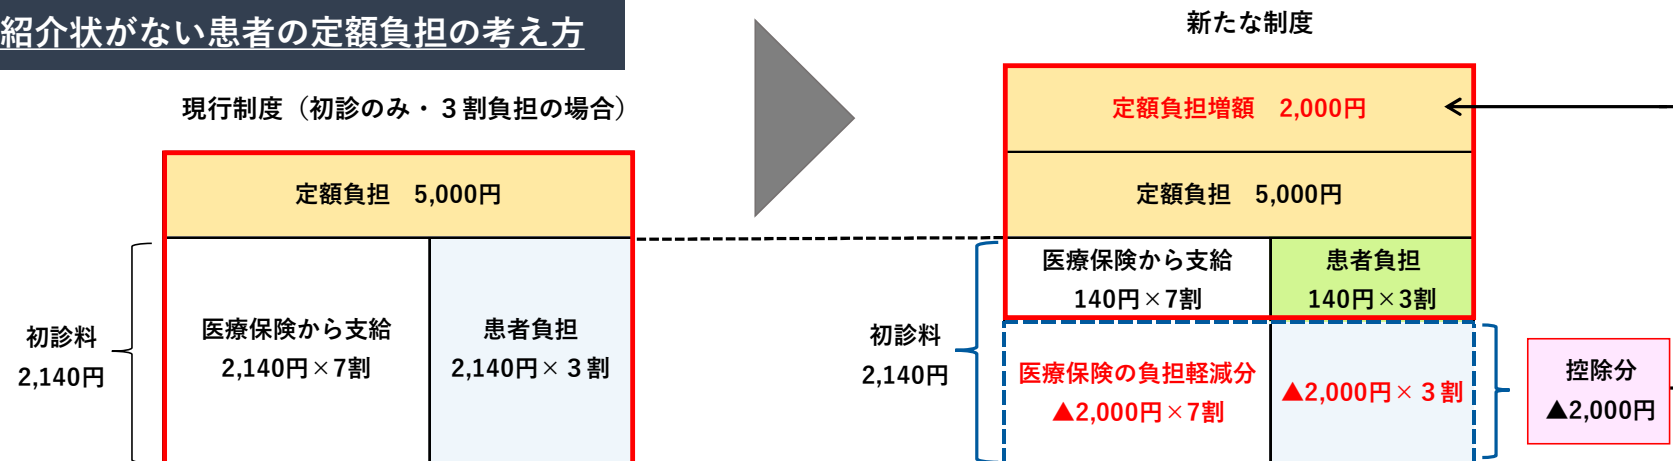 紹介状がない患者の定額負担の考え方
現行制度（初診のみ・３割負担の場合）
定額負担　5,000円
初診料
2,140円
医療保険から支給
2,140円×7割
患者負担
2,140円×３割
新たな制度
定額負担増額　2,000円
定額負担　5,000円
医療保険から支給
140円×7割
患者負担
140円×3割
初診料
2,140円
医療保険の負担軽減分
▲2,000円×7割
▲2,000円×３割
控除分
▲2,000円